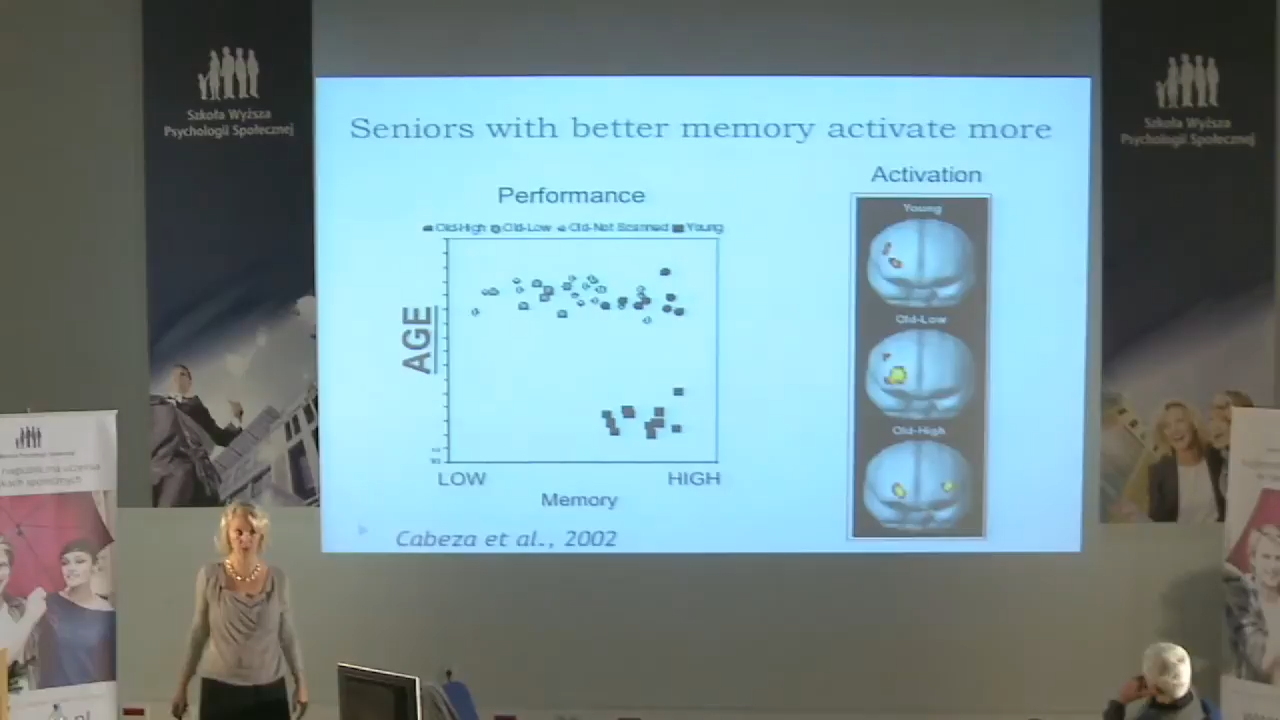 Szkoła Wyższa
Psychologii Społecznej
Seniors with better memory activate more
Performance
Old-High Old-Low Old-Not Scanned Young
AGE
LOW
HIGH
Memory
Cabeza et al., 2002
Activation
Young
Old-Low
Old-High
Szkoła Wyższa
Psychologii Społecznej